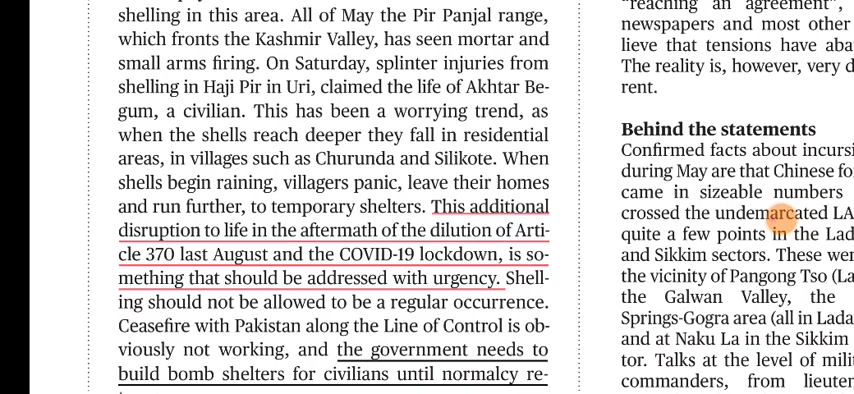 shelling in this area. All of May the Pir Panjal range,
which fronts the Kashmir Valley, has seen mortar and
small arms firing. On Saturday, splinter injuries from
shelling in Haji Pir in Uri, claimed the life of Akhtar Be-
gum, a civilian. This has been a worrying trend, as
when the shells reach deeper they fall in residential
areas, in villages such as Churunda and Silikote. When
shells begin raining, villagers panic, leave their homes
and run further, to temporary shelters. This additional
disruption to life in the aftermath of the dilution of Arti-
cle 370 last August and the COVID-19 lockdown, is so-
mething that should be addressed with urgency. Shell-
ing should not be allowed to be a regular occurrence.
Ceasefire with Pakistan along the Line of Control is ob-
viously not working, and the government needs to
build bomb shelters for civilians until normalcy re-
"reaching an agreement",
newspapers and most other
lieve that tensions have aba
The reality is, however, very d
rent.
Behind the statements
Confirmed facts about incursi
during May are that Chinese fo
came in sizeable numbers
crossed the undemarcated LA
quite a few points in the Lad
and Sikkim sectors. These wer
the vicinity of Pangong Tso (La
the Galwan Valley, the
Springs-Gogra area (all in Lada
and at Naku La in the Sikkim
tor. Talks at the level of milit
commanders, from lieuten